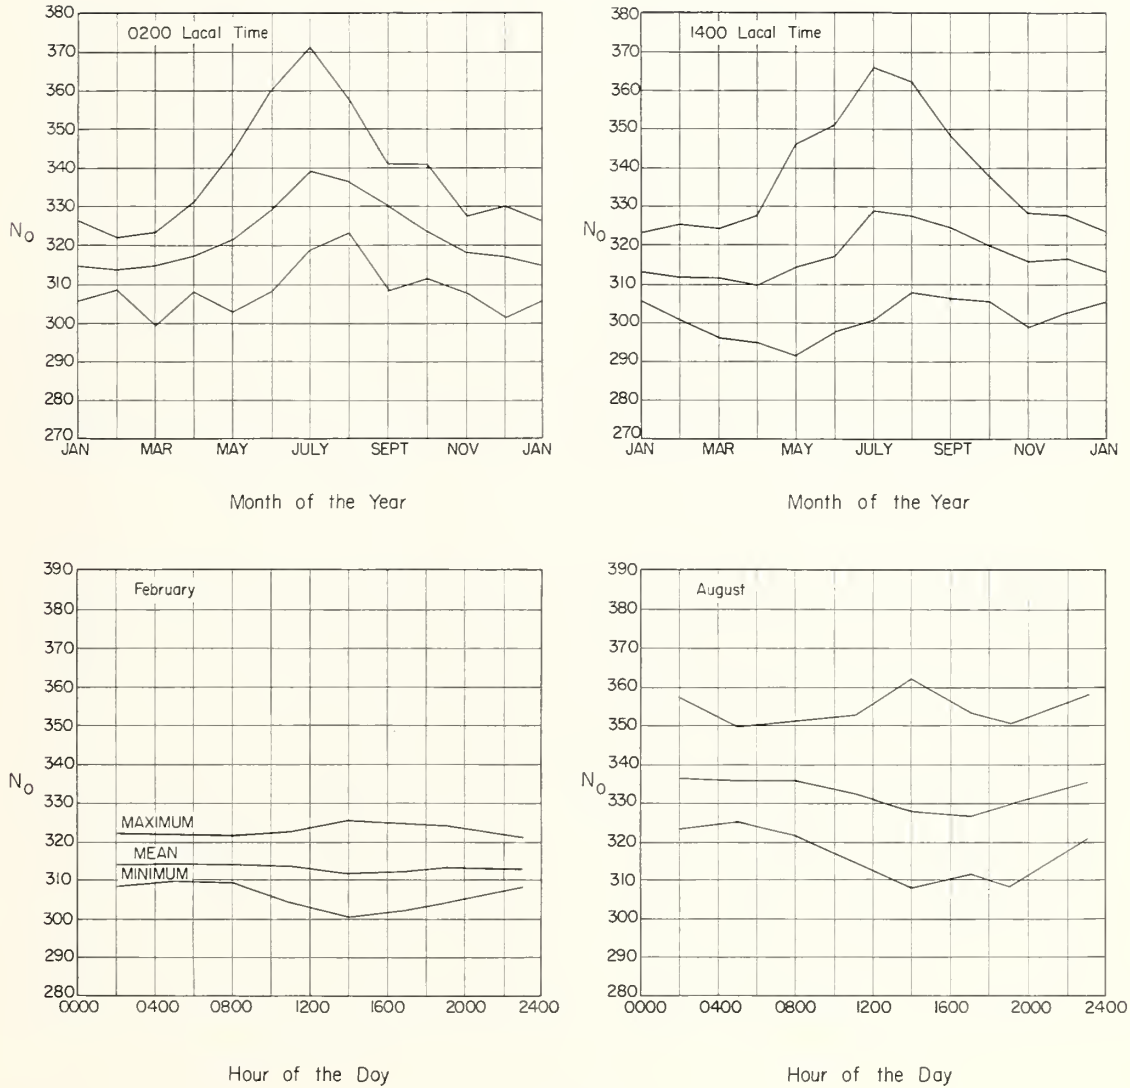 380
370
360
350
340
330
320
310
300
290
280
270
N₀
0200 Lacal Time
JAN MAR MAY JULY SEPT NOV JAN
Month of the Year
380
370
360
350
340
330
320
310
300
290
280
270
N₀
1400 Lacal Time
JAN MAR MAY JULY SEPT NOV JAN
Month of the Year
390
380
370
360
350
340
330
320
310
300
290
280
N₀
February
MAXIMUM
MEAN
MINIMUM
0000 0400 0800 1200 1600 2000 2400
Hour of the Doy
390
380
370
360
350
340
330
320
310
300
290
280
N₀
August
0000 0400 0800 1200 1600 2000 2400
Hour of the Day